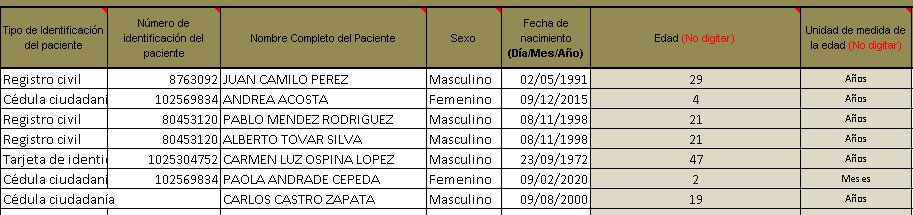 Tipo de Identificación del paciente | Número de identificación del paciente | Nombre Completo del Paciente | Sexo | Fecha de nacimiento (Día/Mes/Año) | Edad (No digitar) | Unidad de medida de la edad (No digitar)
Registro civil | 8763092 | JUAN CAMILO PEREZ | Masculino | 02/05/1991 | 29 | Años
Cédula ciudadaní | 102569834 | ANDREA ACOSTA | Femenino | 09/12/2015 | 4 | Años
Registro civil | 80453120 | PABLO MENDEZ RODRIGUEZ | Masculino | 08/11/1998 | 21 | Años
Registro civil | 80453120 | ALBERTO TOVAR SILVA | Masculino | 08/11/1998 | 21 | Años
Tarjeta de identi | 1025304752 | CARMEN LUZ OSPINA LOPEZ | Masculino | 23/09/1972 | 47 | Años
Cédula ciudadaní | 102569834 | PAOLA ANDRADE CEPEDA | Femenino | 09/02/2020 | 2 | Meses
Cédula ciudadanía | CARLOS CASTRO ZAPATA | Masculino | 09/08/2000 | 19 | Años